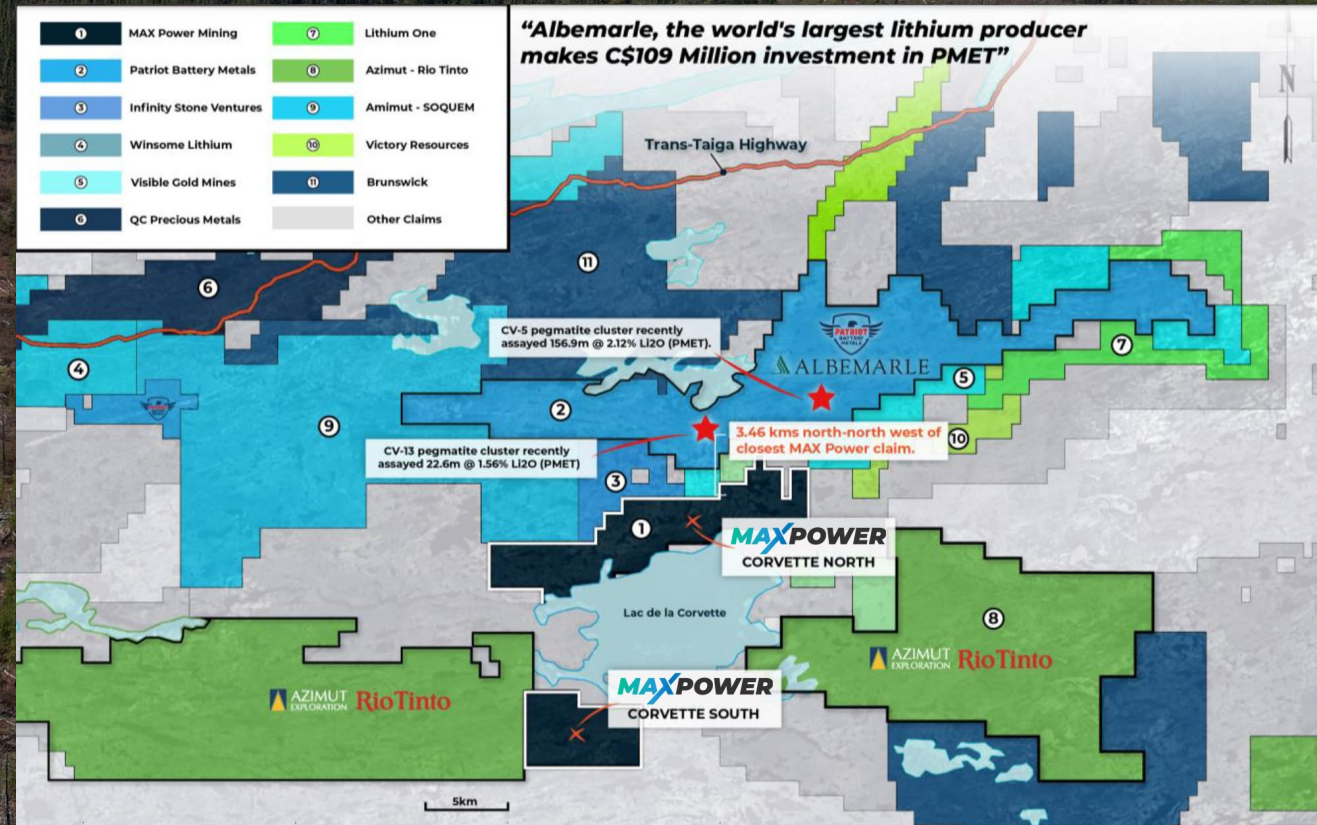 ① MAX Power Mining
② Patriot Battery Metals
③ Infinity Stone Ventures
④ Winsome Lithium
⑤ Visible Gold Mines
⑥ QC Precious Metals
⑦ Lithium One
⑧ Azimut - Rio Tinto
⑨ Amimut - SOQUEM
⑩ Victory Resources
⑪ Brunswick
Other Claims
“Albemarle, the world's largest lithium producer
makes C$109 Million investment in PMET”
N
Trans-Taiga Highway
⑪
⑥
CV-5 pegmatite cluster recently
assayed 156.9m @ 2.12% Li2O (PMET).
PATRIOT
BATTERY
METALS
ALBEMARLE
⑦
④
PATRIOT
⑤
②
⑨
3.46 kms north-north west of
closest MAX Power claim.
⑩
CV-13 pegmatite cluster recently
assayed 22.6m @ 1.56% Li2O (PMET)
③
①
MAXPOWER
CORVETTE NORTH
Lac de la Corvette
⑧
AZIMUT
EXPLORATION
RioTinto
MAXPOWER
CORVETTE SOUTH
AZIMUT
EXPLORATION
RioTinto
5km